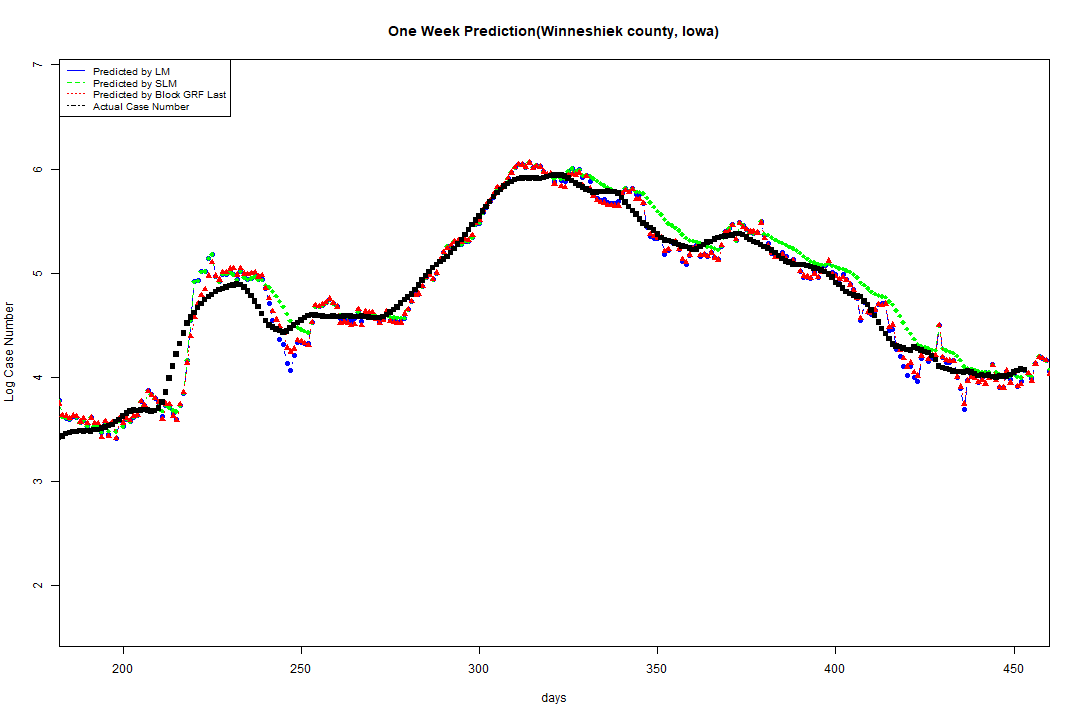 One Week Prediction(Winneshiek county, Iowa)
Predicted by LM
Predicted by SLM
Predicted by Block GRF Last
Actual Case Number
Log Case Number
7
6
5
4
3
2
200
250
300
350
400
450
days